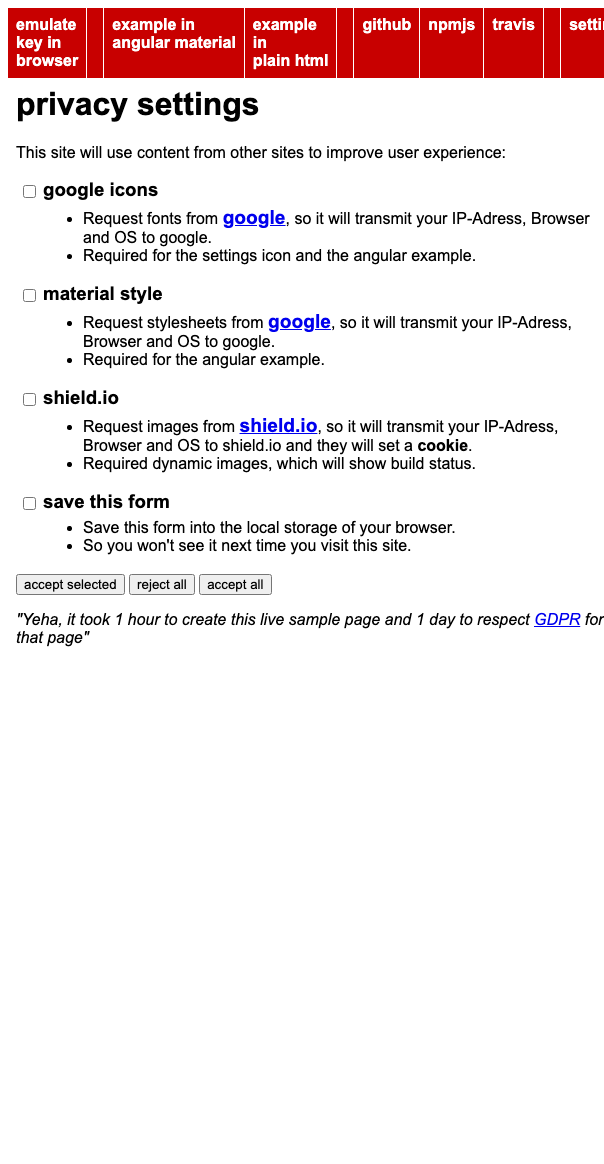 emulate
key in
browser
example in
angular material
example
in
plain html
github
npmjs
travis
privacy settings
This site will use content from other sites to improve user experience:
google icons
Request fonts from google, so it will transmit your IP-Adress, Browser
and OS to google.
Required for the settings icon and the angular example.
material style
Request stylesheets from google, so it will transmit your IP-Adress,
Browser and OS to google.
Required for the angular example.
shield.io
Request images from shield.io, so it will transmit your IP-Adress,
Browser and OS to shield.io and they will set a cookie.
Required dynamic images, which will show build status.
save this form
Save this form into the local storage of your browser.
So you won't see it next time you visit this site.
accept selected reject all accept all
"Yeha, it took 1 hour to create this live sample page and 1 day to respect GDPR for
that page"